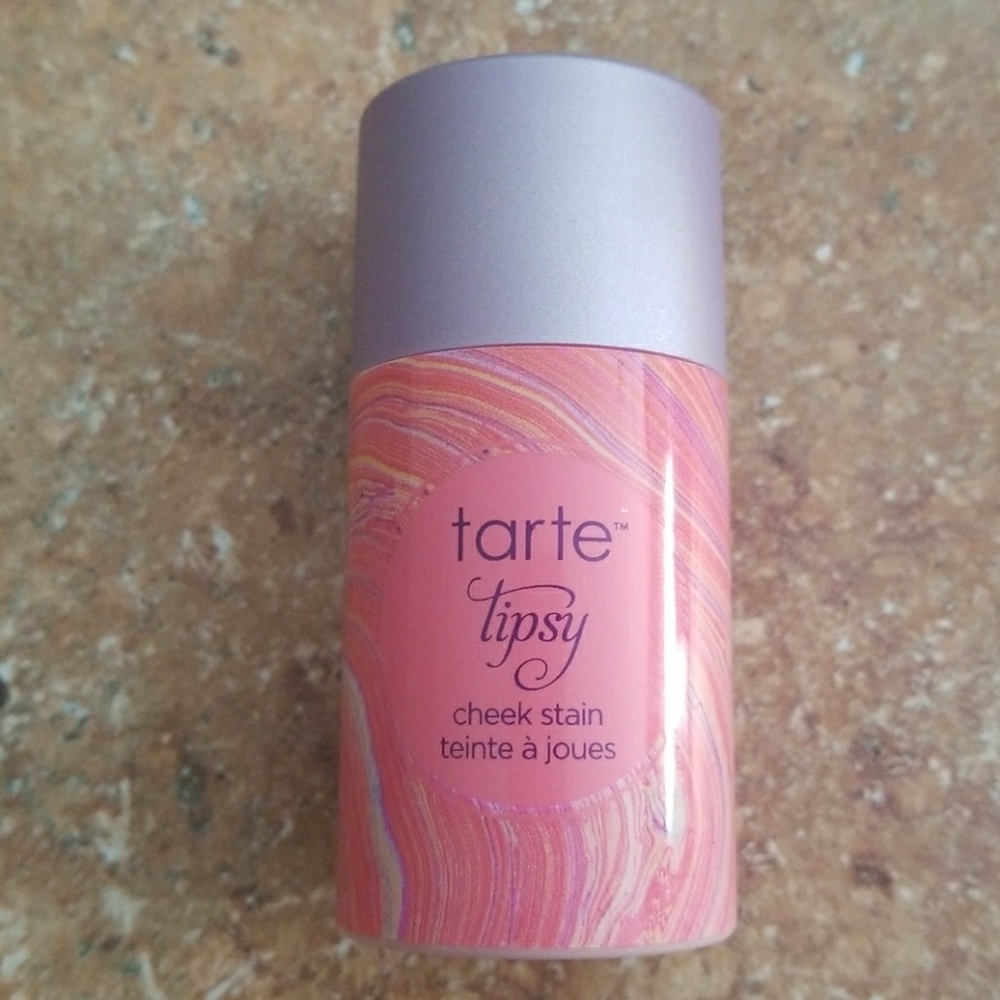 tarte™
tipsy
cheek stain
teinte à joues